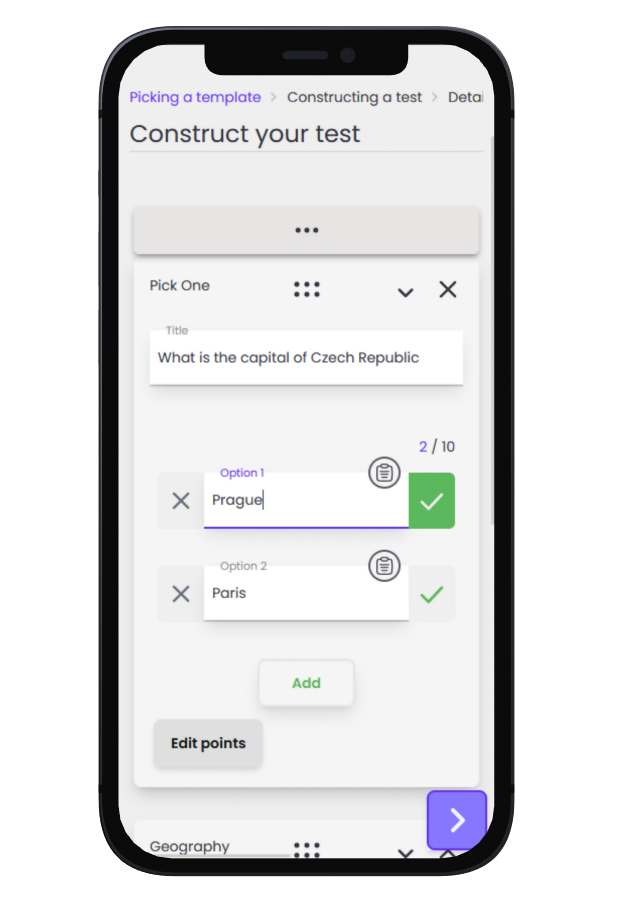 Picking a template > Constructing a test > Detai
Construct your test
Pick One
Title
What is the capital of Czech Republic
2 / 10
Option 1
Prague
Option 2
Paris
Add
Edit points
Geography